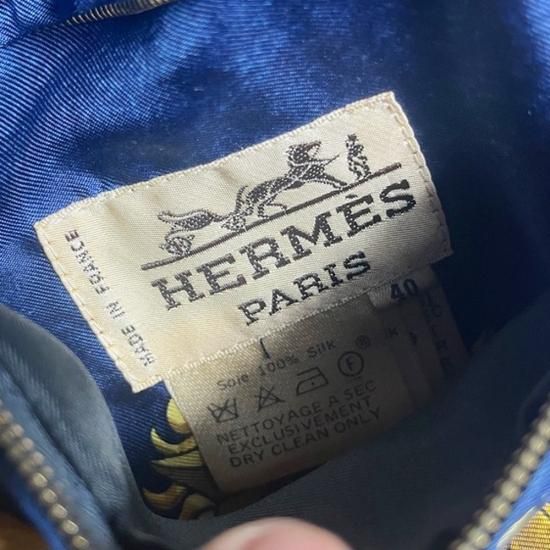 MADE IN FRANCE
HERMÈS
PARIS
40
Soie 100% Silk
F
NETTOYAGE A SEC
EXCLUSIVEMENT
DRY CLEAN ONLY